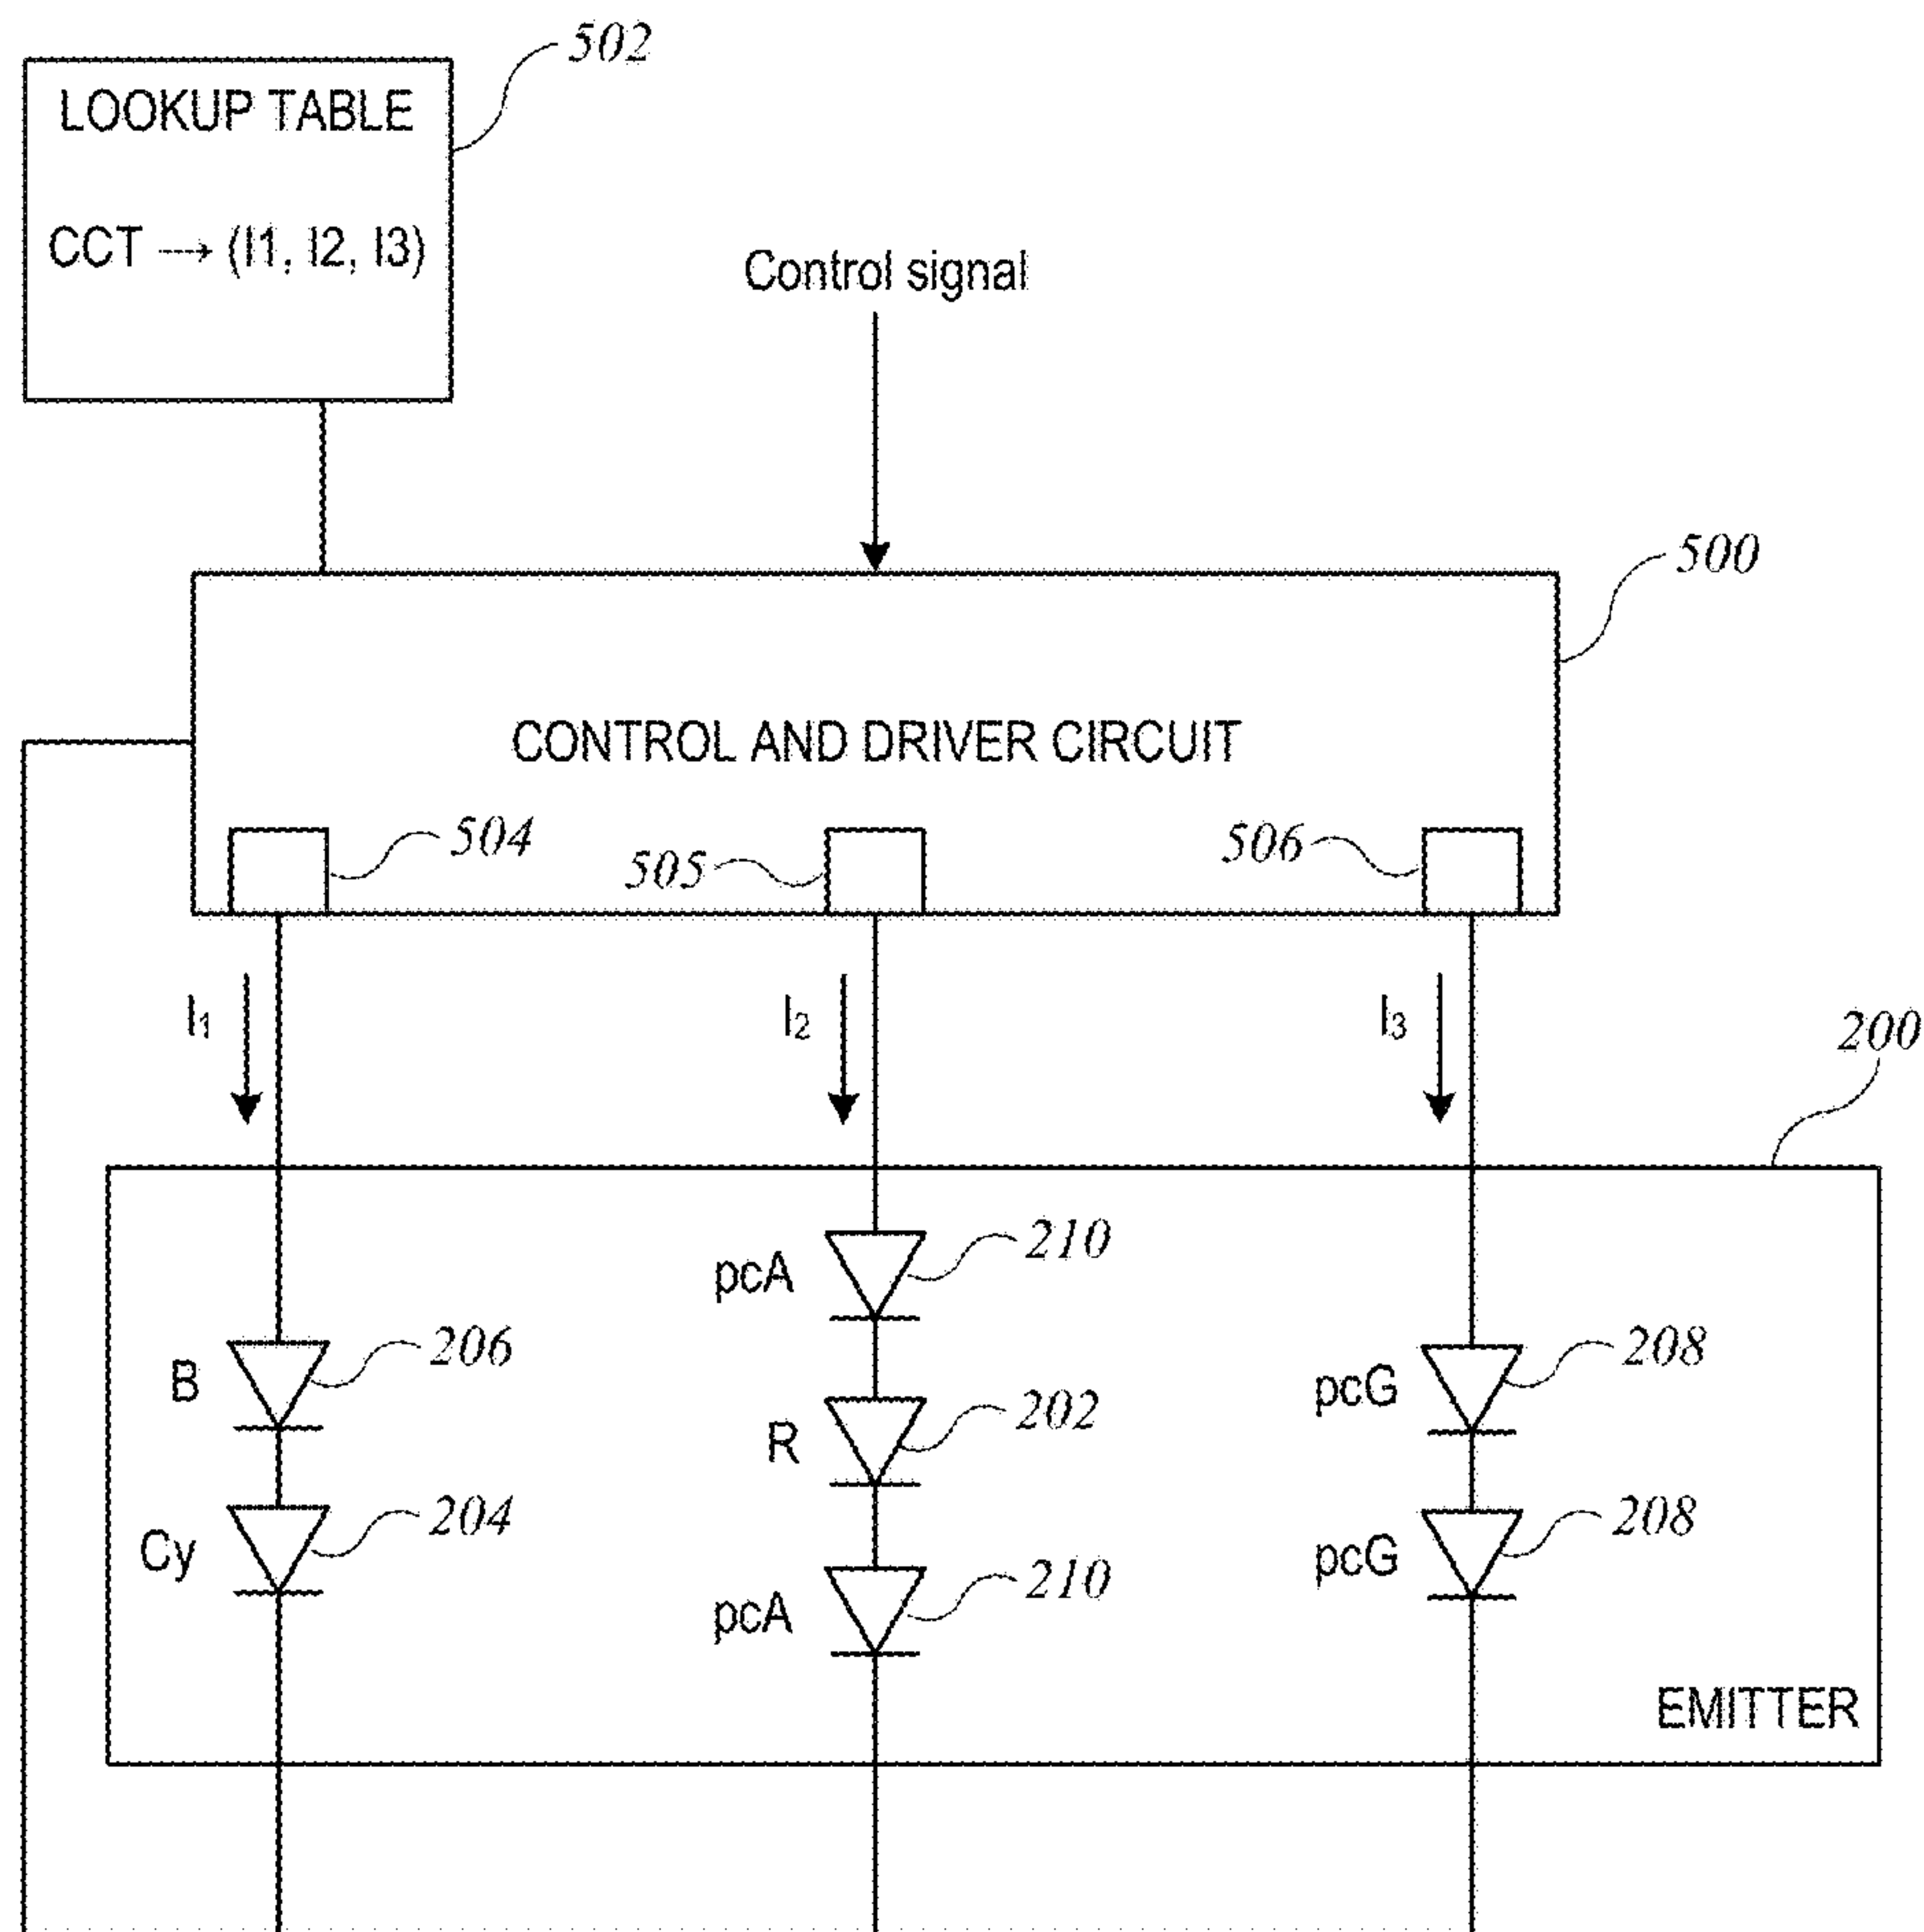 502
LOOKUP TABLE
CCT → (I1, I2, I3)
Control signal
500
CONTROL AND DRIVER CIRCUIT
504
505
506
I1
I2
I3
200
pcA
210
B
206
R
202
pcG
208
Cy
204
pcG
208
pcA
210
EMITTER